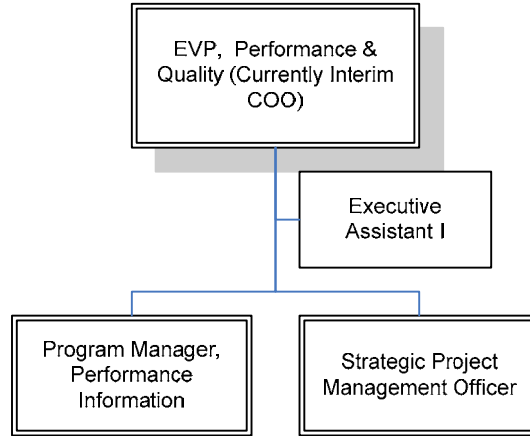 EVP, Performance &
Quality (Currently Interim
COO)
Executive
Assistant I
Program Manager,
Performance
Information
Strategic Project
Management Officer